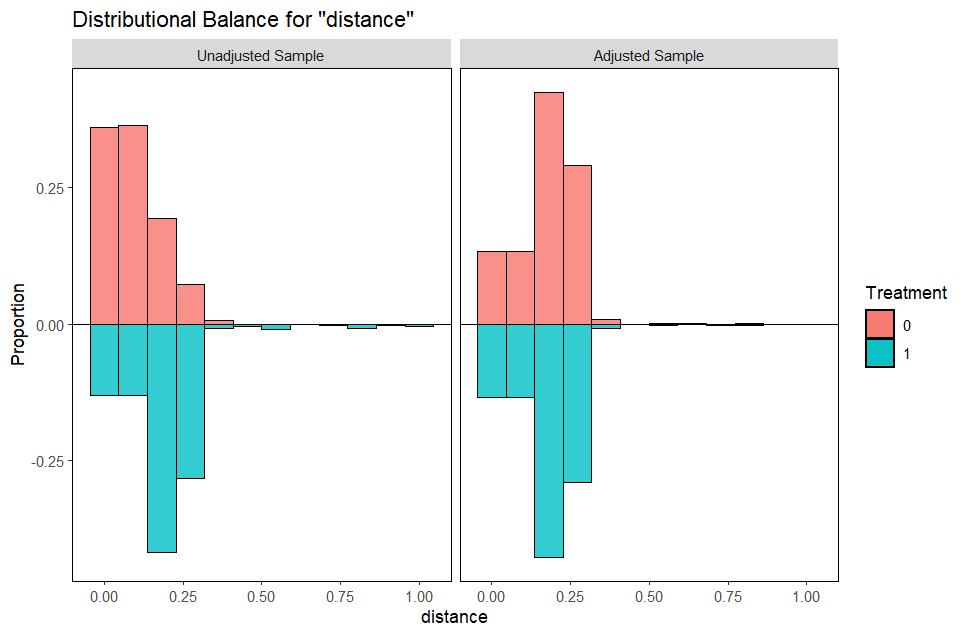 Distributional Balance for "distance"
Unadjusted Sample
Adjusted Sample
Proportion
0.25
0.00
-0.25
0.00 0.25 0.50 0.75 1.00
0.00 0.25 0.50 0.75 1.00
distance
Treatment
0
1